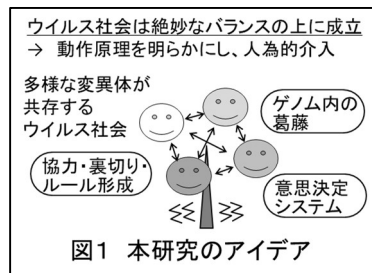 ウイルス社会は絶妙なバランスの上に成立
→ 動作原理を明らかにし、人為的介入
多様な変異体が
共存する
ウイルス社会
ゲノム内の
葛藤
協力・裏切り・
ルール形成
意思決定
システム
図1 本研究のアイデア